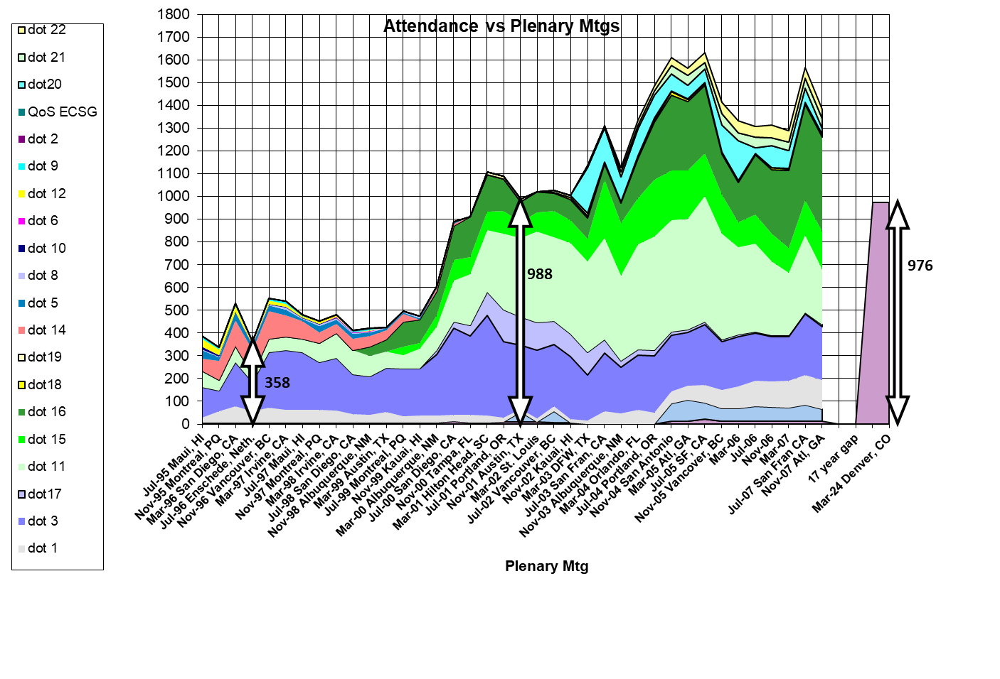 Attendance vs Plenary Mtgs
1800
1700
1600
1500
1400
1300
1200
1100
1000
900
800
700
600
500
400
300
200
100
0
dot 22
dot 21
dot20
QoS ECSG
dot 2
dot 9
dot 12
dot 6
dot 10
dot 8
dot 5
dot 14
dot19
dot18
dot 16
dot 15
dot 11
dot17
dot 3
dot 1
358
988
976
Jul-95 Maui, HI
Nov-95 Montreal, PQ
Mar-96 San Diego, CA
Jul-96 Enschede, Neth.
Nov-96 Vancouver, BC
Mar-97 Irvine, CA
Jul-97 Maui, HI
Nov-97 Montreal, PQ
Mar-98 Irvine, CA
Jul-98 San Diego, CA
Nov-98 Albuquerque, NM
Mar-99 Austin, TX
Jul-99 Montreal, PQ
Nov-99 Kauai, HI
Mar-00 Albuquerque, NM
Jul-00 San Diego, CA
Nov-00 Tampa, FL
Mar-01 Hilton Head, SC
Jul-01 Portland, OR
Nov-01 Austin, TX
Mar-02 St. Louis
Jul-02 Vancouver, BC
Nov-02 Kauai, HI
Mar-03 DFW, TX
Jul-03 San Fran, CA
Nov-03 Albuquerque, NM
Mar-04 Orlando, FL
Jul-04 Portland, OR
Nov-04 San Antonio
Mar-05 Atl, GA
Jul-05 SF, CA
Nov-05 Vancouver, BC
Mar-06
Jul-06
Nov-06
Mar-07
Jul-07 San Fran, CA
Nov-07 Atl, GA
17 year gap
Mar-24 Denver, CO
Plenary Mtg